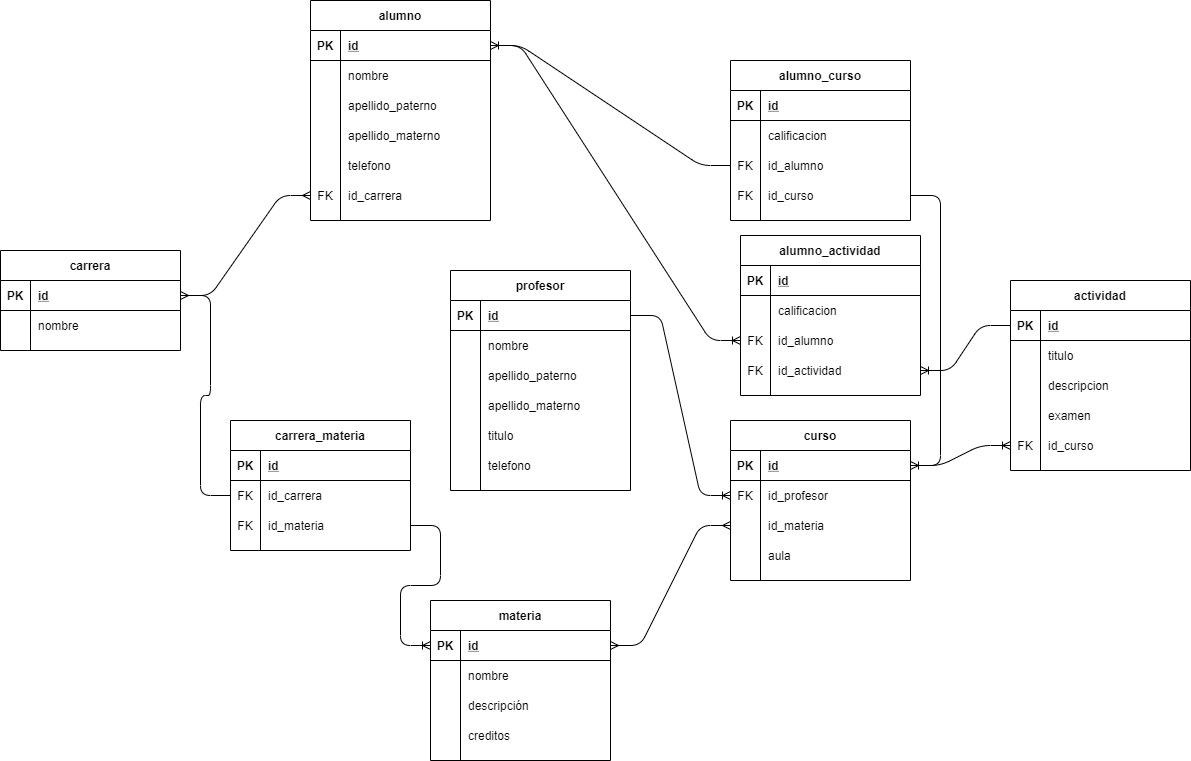 alumno
PK id
nombre
apellido_paterno
apellido_materno
telefono
FK id_carrera
alumno_curso
PK id
calificacion
FK id_alumno
FK id_curso
carrera
PK id
nombre
profesor
PK id
nombre
apellido_paterno
apellido_materno
titulo
telefono
alumno_actividad
PK id
calificacion
FK id_alumno
FK id_actividad
actividad
PK id
titulo
descripcion
examen
FK id_curso
carrera_materia
PK id
FK id_carrera
FK id_materia
curso
PK id
FK id_profesor
id_materia
aula
materia
PK id
nombre
descripción
creditos